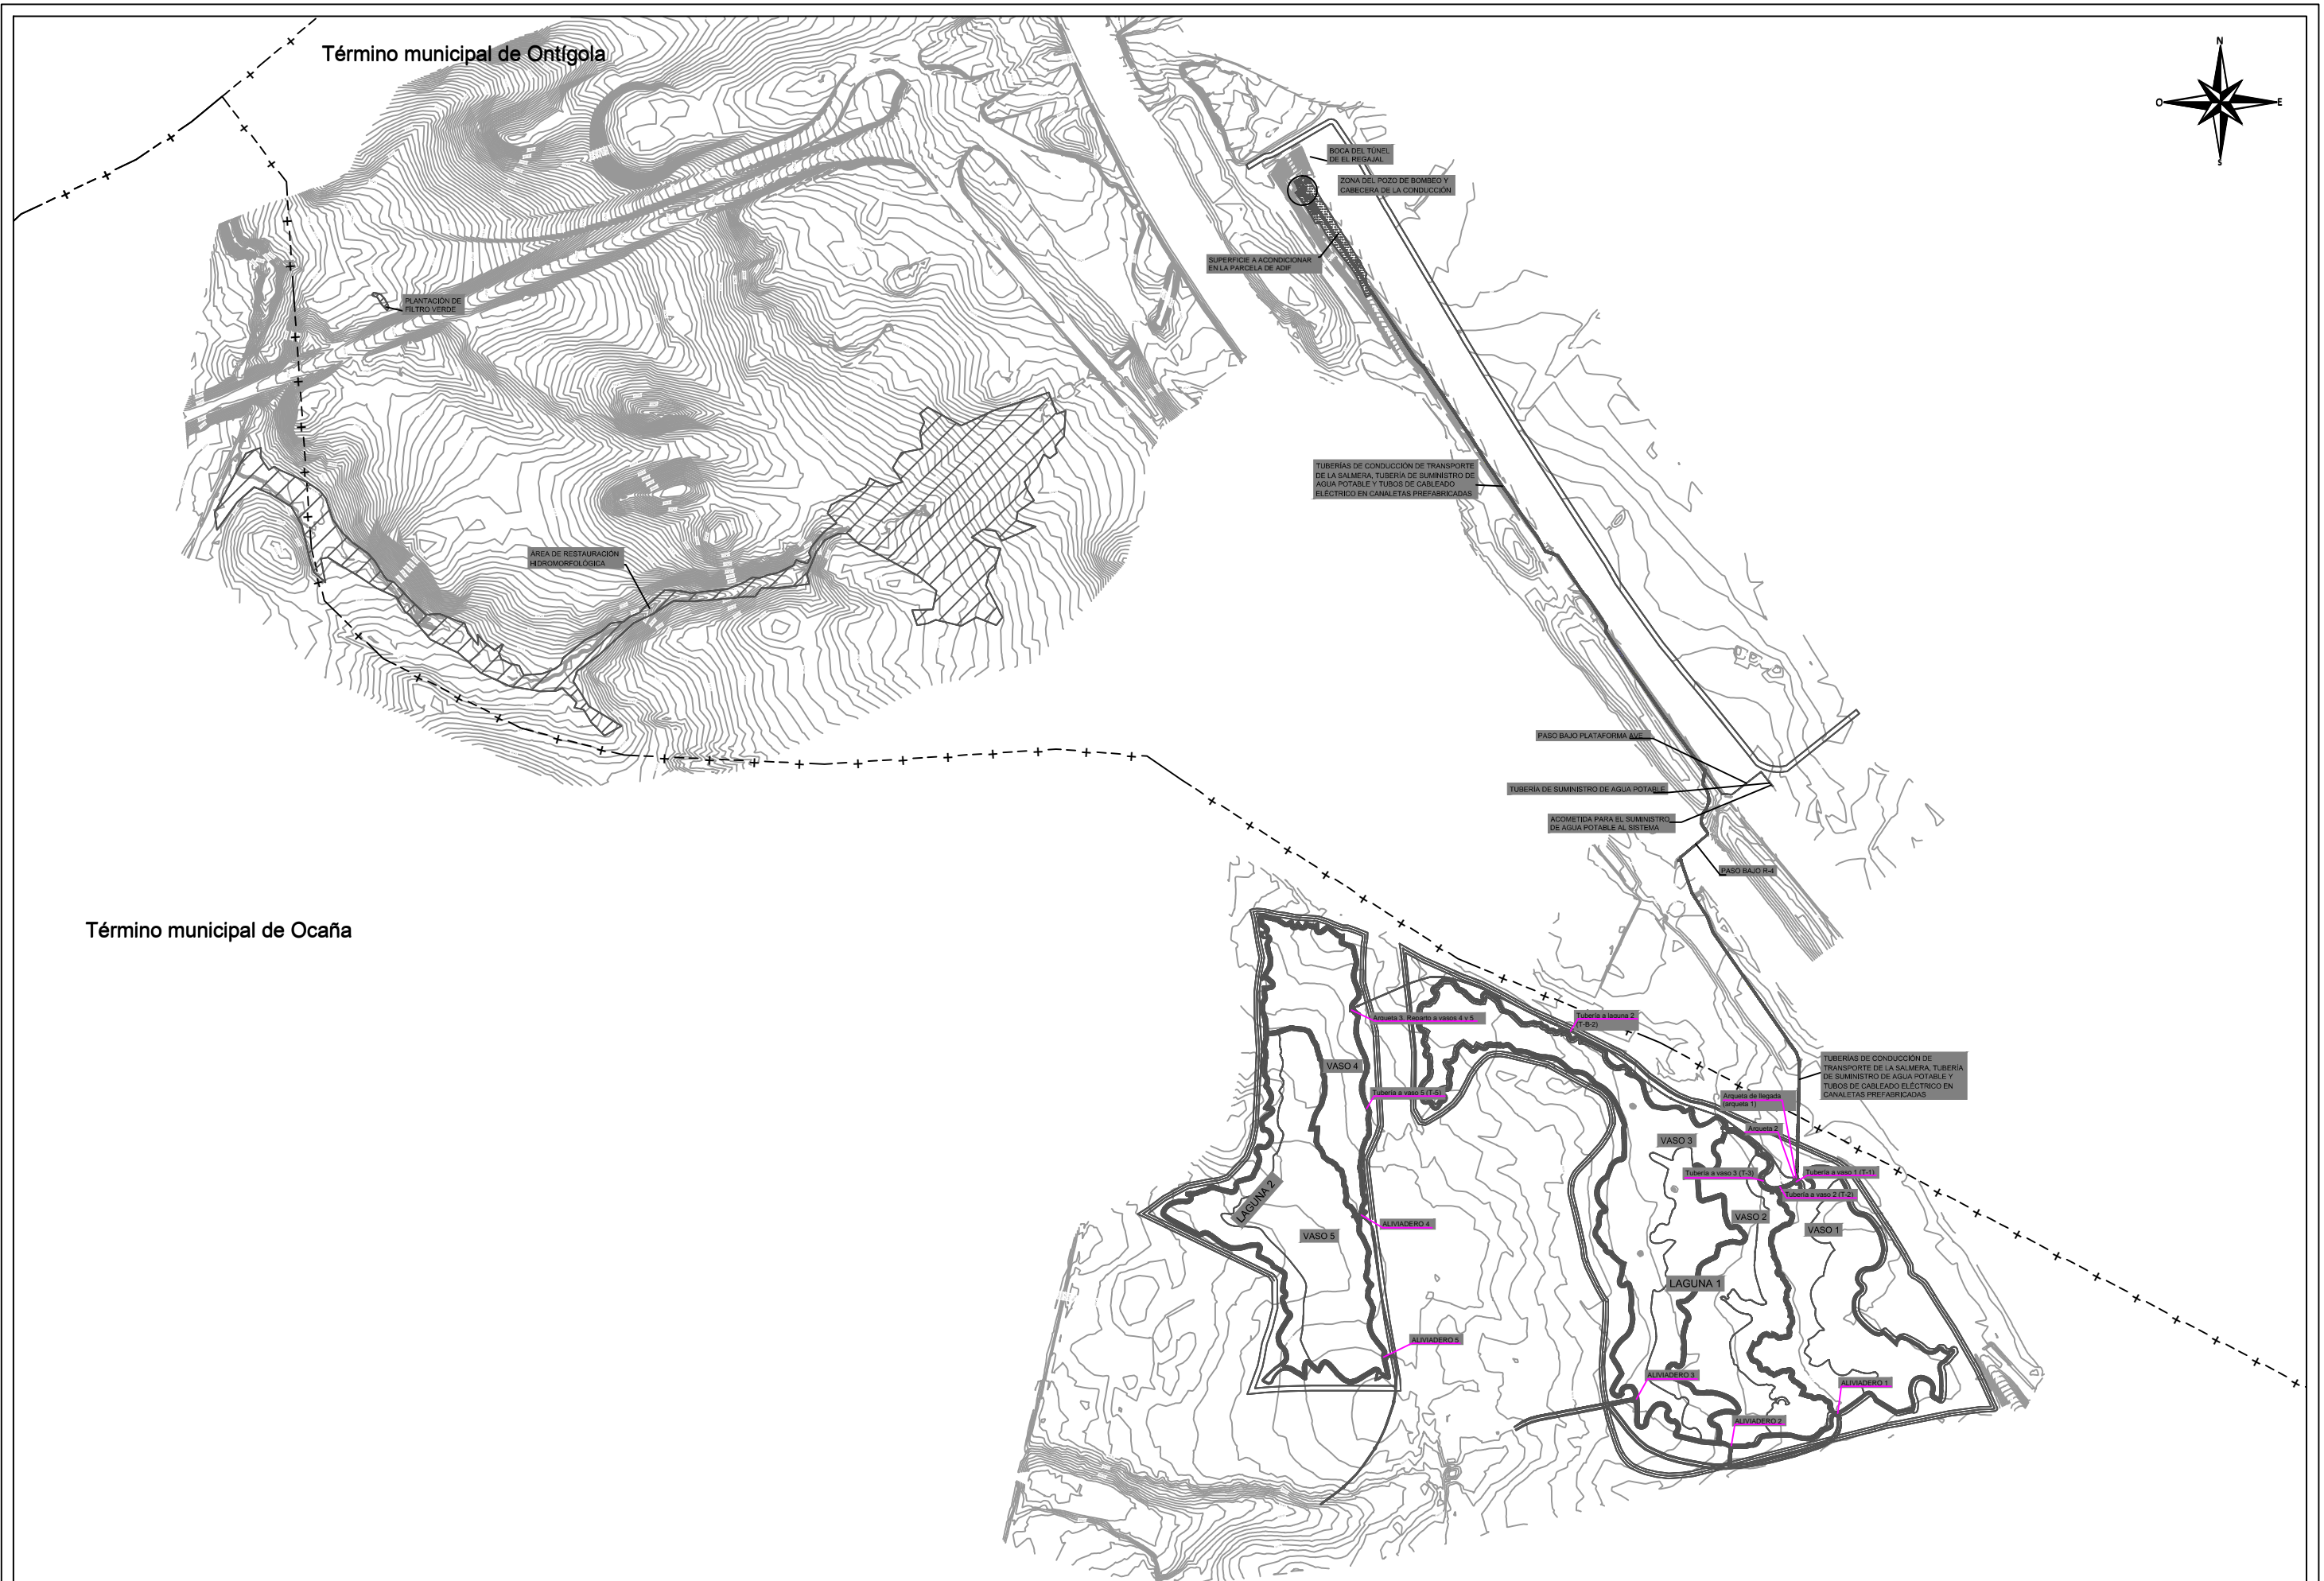 Término municipal de Ontígola
N
O
E
S
BOCA DEL TÚNEL
DE EL REGAJAL
ZONA DEL POZO DE BOMBEO Y
CABECERA DE LA CONDUCCIÓN
SUPERFICIE A ACONDICIONAR
EN LA PARCELA DE ADIF
PLANTACIÓN DE
FILTRO VERDE
TUBERÍAS DE CONDUCCIÓN DE TRANSPORTE
DE LA SALMERA, TUBERÍA DE SUMINISTRO DE
AGUA POTABLE Y TUBOS DE CABLEADO
ELÉCTRICO EN CANALETAS PREFABRICADAS
ÁREA DE RESTAURACIÓN
HIDROMORFOLÓGICA
PASO BAJO PLATAFORMA AVE
TUBERÍA DE SUMINISTRO DE AGUA POTABLE
ACOMETIDA PARA EL SUMINISTRO
DE AGUA POTABLE AL SISTEMA
PASO BAJO R-4
Término municipal de Ocaña
Arqueta 3. Reparto a vasos 4 y 5
Tubería a laguna 2
(T-B-2)
VASO 4
TUBERÍAS DE CONDUCCIÓN DE
TRANSPORTE DE LA SALMERA, TUBERÍA
DE SUMINISTRO DE AGUA POTABLE Y
TUBOS DE CABLEADO ELÉCTRICO EN
CANALETAS PREFABRICADAS
Tubería a vaso 5 (T-5)
Arqueta de llegada
(arqueta 1)
Arqueta 2
VASO 3
Tubería a vaso 3 (T-3)
Tubería a vaso 1 (T-1)
Tubería a vaso 2 (T-2)
LAGUNA 2
VASO 2
VASO 1
ALIVIADERO 4
VASO 5
LAGUNA 1
ALIVIADERO 5
ALIVIADERO 3
ALIVIADERO 1
ALIVIADERO 2